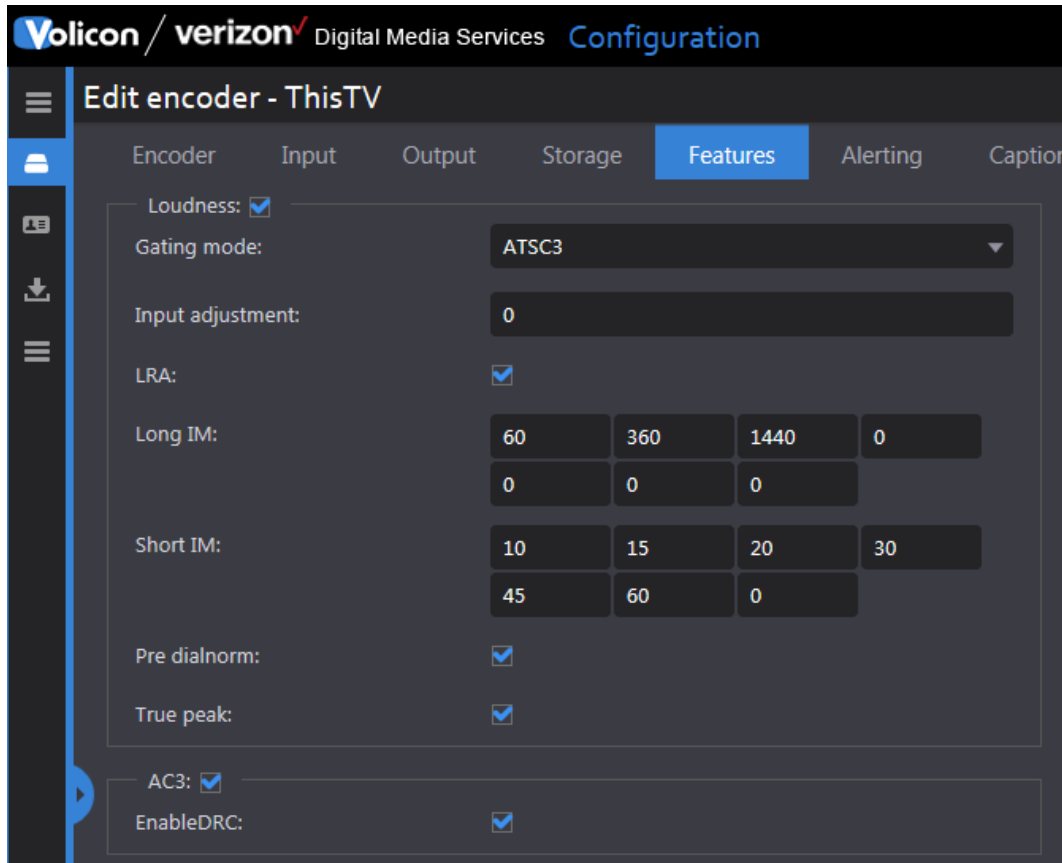 Volicon / verizon✓ Digital Media Services Configuration
Edit encoder - ThisTV
Encoder Input Output Storage Features Alerting Caption
Loudness:
Gating mode: ATSC3
Input adjustment: 0
LRA:
Long IM: 60 360 1440 0
0 0 0
Short IM: 10 15 20 30
45 60 0
Pre dialnorm:
True peak:
AC3:
EnableDRC: